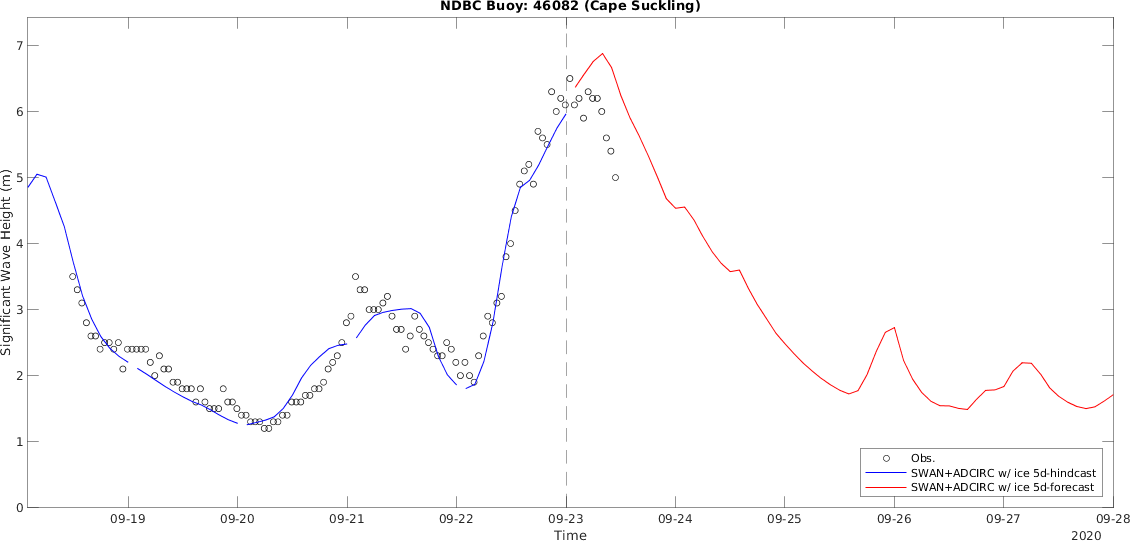 NDBC Buoy: 46082 (Cape Suckling)
Significant Wave Height (m)
7
6
5
4
3
2
1
0
Obs.
SWAN+ADCIRC w/ ice 5d-hindcast
SWAN+ADCIRC w/ ice 5d-forecast
09-19 09-20 09-21 09-22 09-23 09-24 09-25 09-26 09-27 09-28
Time
2020